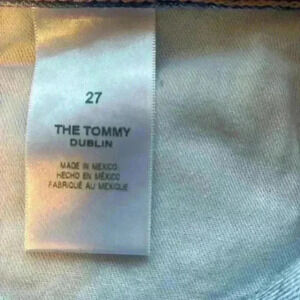 27
THE TOMMY
DUBLIN
MADE IN MEXICO
HECHO EN MÉXICO
FABRIQUÉ AU MEXIQUE